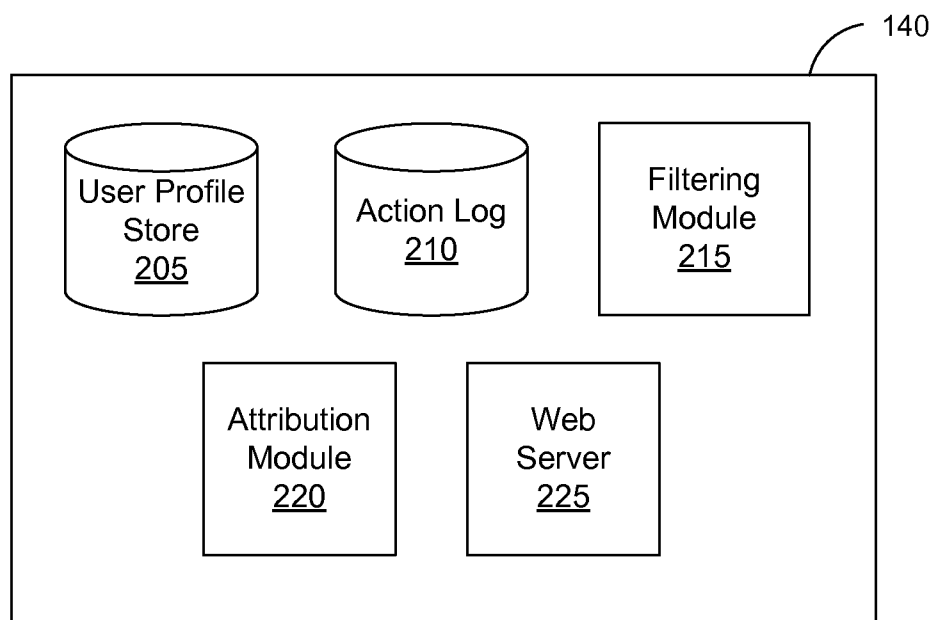 140
User Profile
Store
205
Action Log
210
Filtering
Module
215
Attribution
Module
220
Web
Server
225